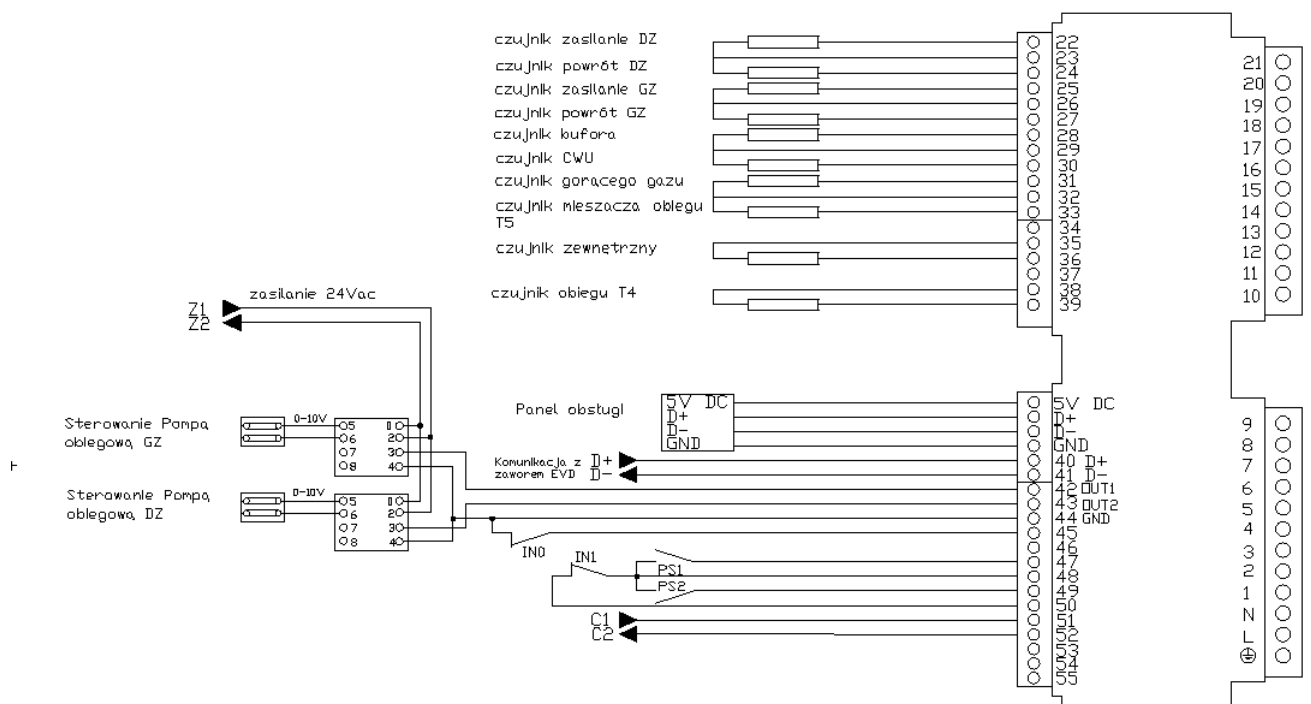 czujnik zasilanie DZ
czujnik powrót DZ
czujnik zasilanie GZ
czujnik powrót GZ
czujnik bufora
czujnik CWU
czujnik gorącego gazu
czujnik mieszacza obiegu
T5
czujnik zewnętrzny
czujnik obiegu T4
22
23
24
25
26
27
28
29
30
31
32
33
34
35
36
37
38
39
21
20
19
18
17
16
15
14
13
12
11
10
Z1
Z2
zasilanie 24Vac
Sterowanie Pompą
obiegową GZ
0-10V
5
6
7
8
1
2
3
4
Sterowanie Pompą
obiegową DZ
0-10V
5
6
7
8
1
2
3
4
Panel obsługi
5V DC
D+
D-
GND
Komunikacja z D+
zaworem EVD D-
IN0
IN1
PS1
PS2
C1
C2
5V DC
D+
D-
GND
40 D+
41 D-
42 OUT1
43 OUT2
44 GND
45
46
47
48
49
50
51
52
53
54
55
9
8
7
6
5
4
3
2
1
N
L